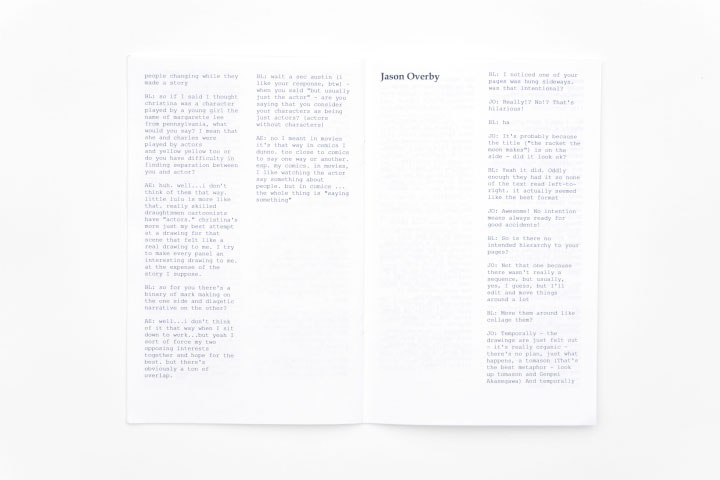 people changing while they
made a story
BL: so if I said I thought
christina was a character
played by a young girl the
name of margarette lee
from pennsylvania, what
would you say? I mean that
she and charles were
played by actors
and yellow yellow too or
do you have difficulty in
finding separation between
you and actor?
AE: huh. well...i don't
think of them that way.
little lulu is more like
that. really skilled
draughtsmen cartoonists
have "actors." christina's
more just my best attempt
at a drawing for that
scene that felt like a
real drawing to me. I try
to make every panel an
interesting drawing to me.
at the expense of the
story I suppose.
BL: so for you there's a
binary of mark making on
the one side and diagetic
narrative on the other?
AE: well...i don't think
of it that way when I sit
down to work...but yeah I
sort of force my two
opposing interests
together and hope for the
best. but there's
obviously a ton of
overlap.
BL: wait a sec austin (i
like your response, btw) -
when you said "but usually
just the actor" - are you
saying that you consider
your characters as being
just actors? (actors
without characters)
AE: no I meant in movies
it's that way. in comics I
dunno. too close to comics
to say one way or another.
esp. my comics. in movies,
I like watching the actor
say something about
people. but in comics ...
the whole thing is "saying
something"
Jason Overby
BL: I noticed one of your
pages was hung sideways.
was that intentional?
JO: Really!? No!? That's
hilarious!
BL: ha
JO: It's probably because
the title ("the racket the
moon makes") is on the
side - did it look ok?
BL: Yeah it did. Oddly
enough they had it so none
of the text read left-to-
right. it actually seemed
like the best format
JO: Awesome! No intention
means always ready for
good accidents!
BL: So is there no
intended hierarchy to your
pages?
JO: Not that one because
there wasn't really a
sequence, but usually,
yes, I guess, but I'll
edit and move things
around a lot
BL: Move them around like
collage them?
JO: Temporally - the
drawings are just felt out
- it's really organic -
there's no plan, just what
happens, a tomason (That's
the best metaphor - look
up tomason and Genpei
Akasegawa) And temporally